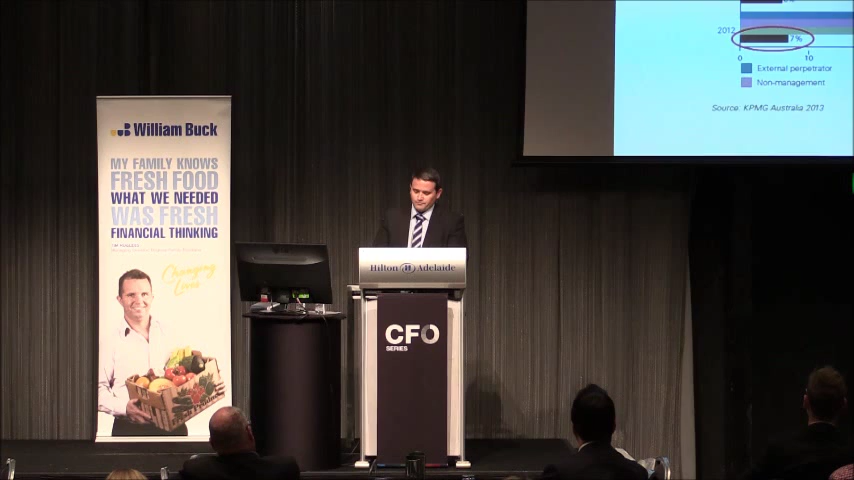 William Buck
MY FAMILY KNOWS
FRESH FOOD
WHAT WE NEEDED
WAS FRESH
FINANCIAL THINKING
Changing
Lives
Hilton Adelaide
CFO
SERIES
2012
7%
0 10
External perpetrator
Non-management
Source: KPMG Australia 2013